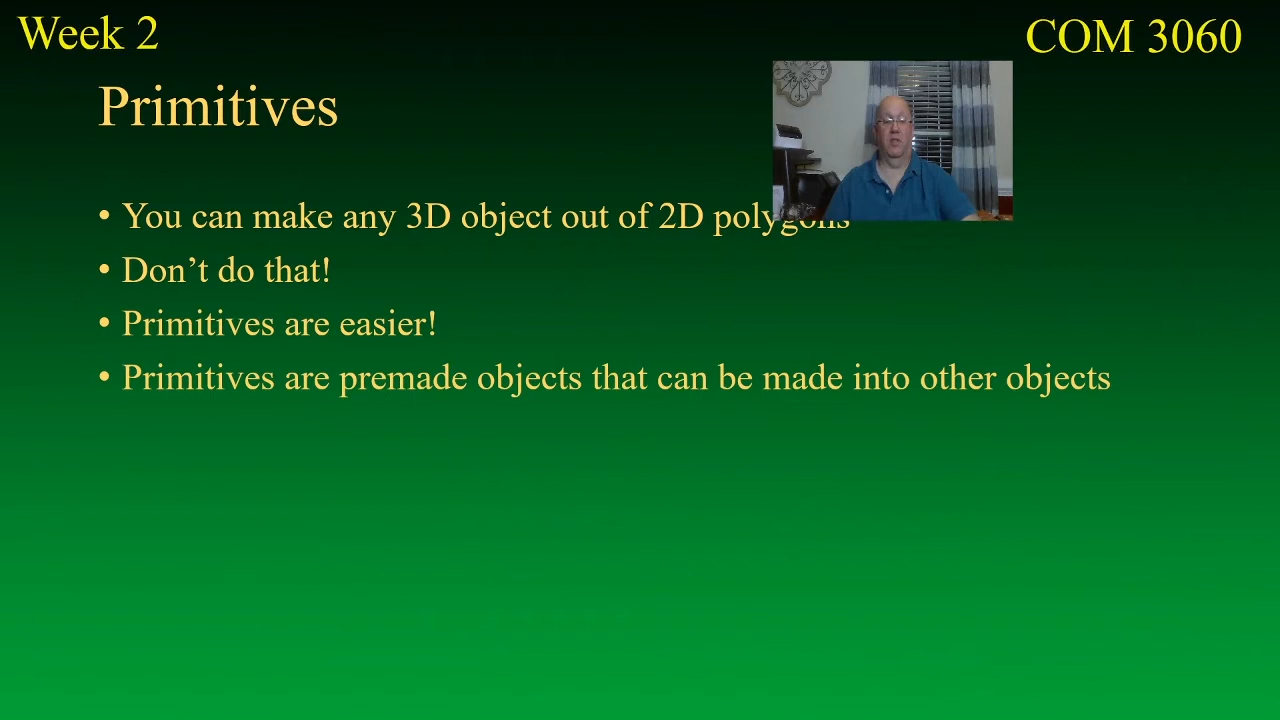 Week 2
COM 3060
Primitives
• You can make any 3D object out of 2D polygons
• Don’t do that!
• Primitives are easier!
• Primitives are premade objects that can be made into other objects